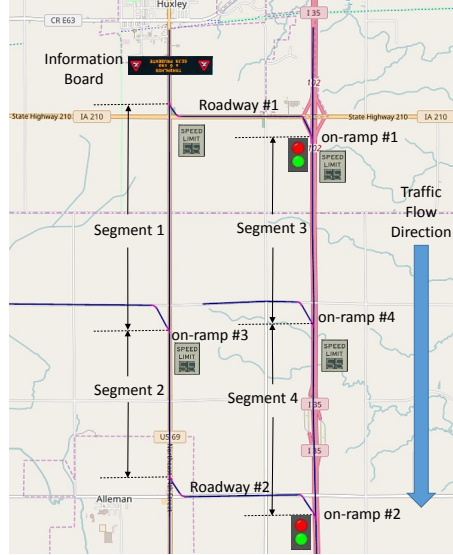 Huxley
CR E63
I 35
Information
Board
102
Roadway #1
State Highway 210
IA 210
State Highway 210
IA 210
SPEED
LIMIT
on-ramp #1
102
SPEED
LIMIT
Traffic
Flow
Direction
Segment 1
Segment 3
on-ramp #4
on-ramp #3
SPEED
LIMIT
SPEED
LIMIT
Segment 2
Segment 4
I 35
US 69
I 35
Roadway #2
Alleman
on-ramp #2